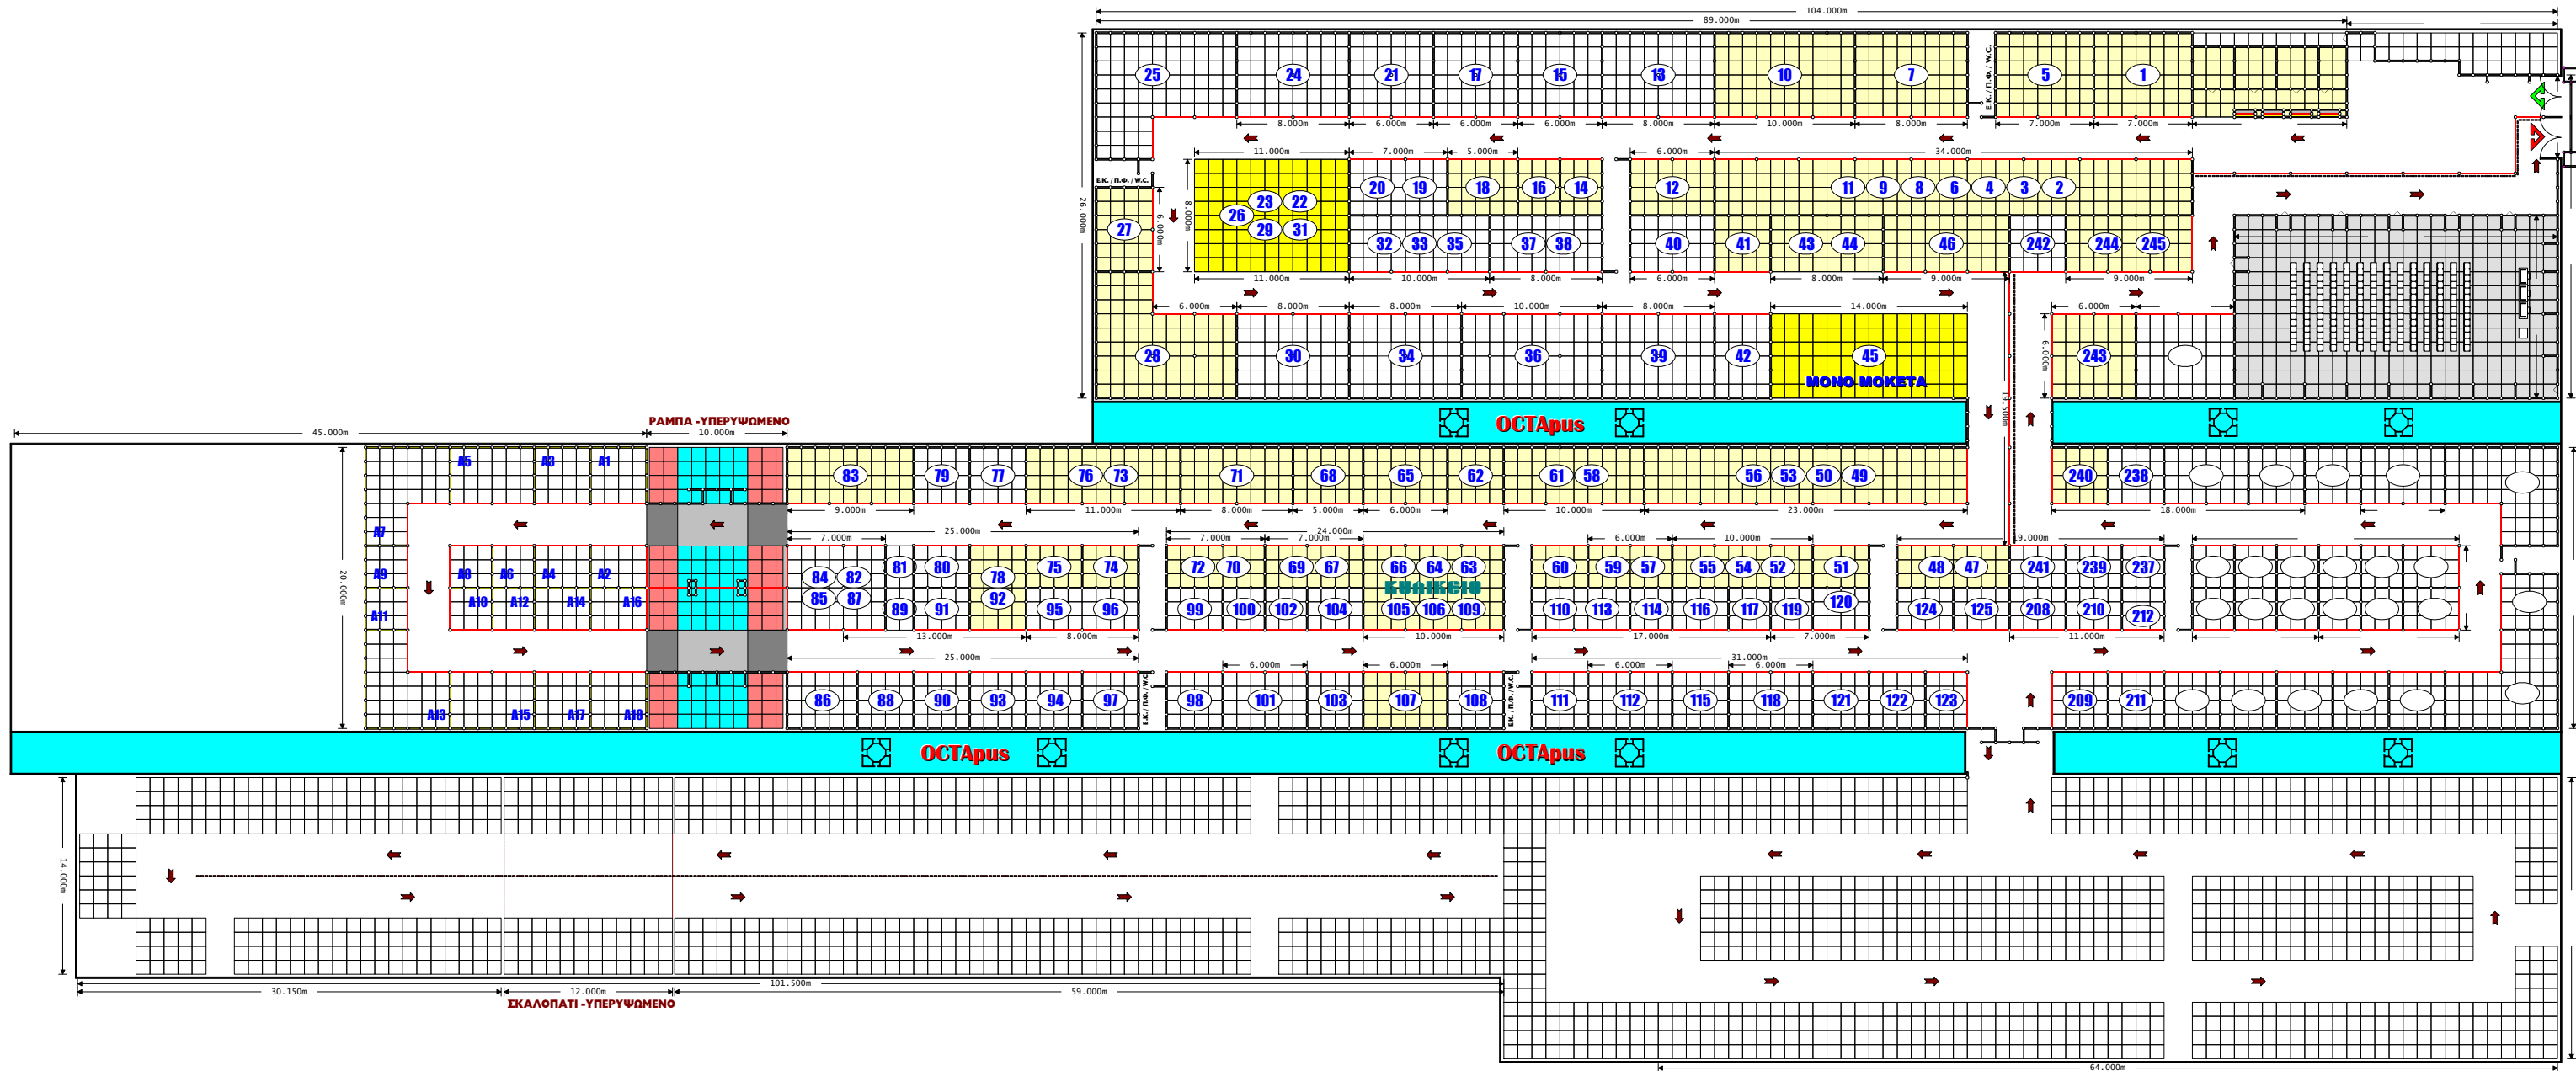 104.000m
89.000m
25 24 21 17 15 13 10 7 Ε.Κ. / Π.Φ. / W.C. 5 1
8.000m 6.000m 6.000m 6.000m 8.000m 10.000m 8.000m 7.000m 7.000m
11.000m 7.000m 5.000m 6.000m 34.000m
Ε.Κ. / Π.Φ. / W.C.
26.000m 27 6.000m 8.000m
23 22 26 29 31
20 19 18 16 14 12 11 9 8 6 4 3 2
32 33 35 37 38 40 41 43 44 46 242 244 245
11.000m 10.000m 8.000m 6.000m 8.000m 9.000m 9.000m
6.000m 8.000m 8.000m 10.000m 8.000m 14.000m 6.000m
28 30 34 36 39 42 45 6.000m 243
ΜΟΝΟ ΜΟΚΕΤΑ
19.500m
OCTApus
ΡΑΜΠΑ -ΥΠΕΡΥΨΩΜΕΝΟ
45.000m 10.000m
A5 A3 A1
83 79 77 76 73 71 68 65 62 61 58 56 53 50 49 240 238
9.000m 11.000m 8.000m 5.000m 6.000m 10.000m 23.000m 18.000m
A7
25.000m 24.000m
7.000m 7.000m 7.000m 6.000m 10.000m 19.000m
20.000m
A9 A8 A6 A4 A2
84 82 81 80 78 75 74 72 70 69 67 66 64 63 60 59 57 55 54 52 51 48 47 241 239 237
ΚΥΛΙΚΕΙΟ
A11 A10 A12 A14 A16
85 87 89 91 92 95 96 99 100 102 104 105 106 109 110 113 114 116 117 119 120 124 125 208 210 212
13.000m 8.000m 10.000m 17.000m 7.000m 11.000m
25.000m 31.000m
6.000m 6.000m 6.000m 6.000m
86 88 90 93 94 97 Ε.Κ. / Π.Φ. / W.C. 98 101 103 107 108 Ε.Κ. / Π.Φ. / W.C. 111 112 115 118 121 122 123 209 211
A13 A15 A17 A18
OCTApus OCTApus
14.000m
101.500m
30.150m 12.000m 59.000m
ΣΚΑΛΟΠΑΤΙ -ΥΠΕΡΥΨΩΜΕΝΟ
64.000m